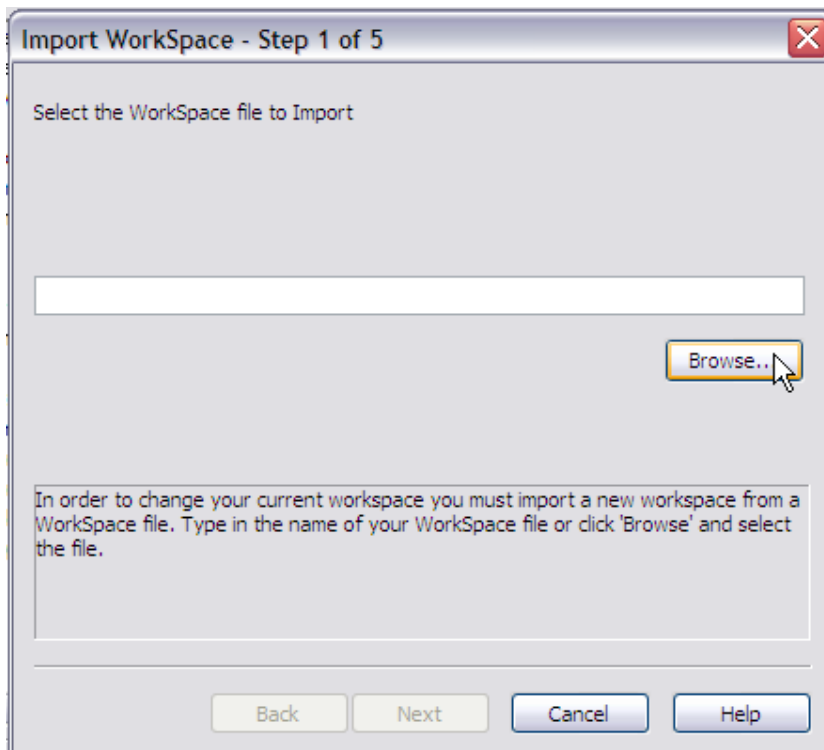 Import WorkSpace - Step 1 of 5
Select the WorkSpace file to Import
Browse...
In order to change your current workspace you must import a new workspace from a
WorkSpace file. Type in the name of your WorkSpace file or click 'Browse' and select
the file.
Back Next Cancel Help